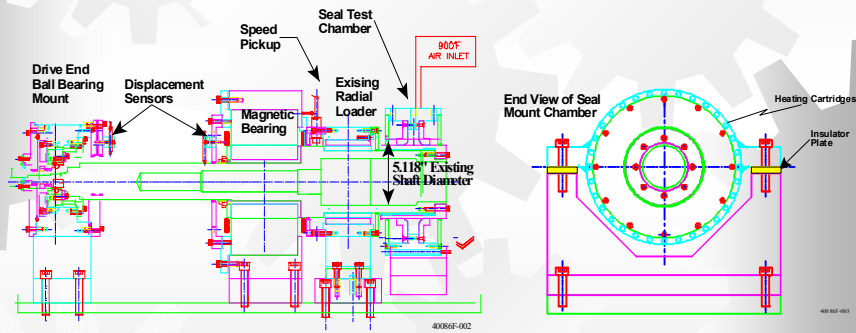 Seal Test
Chamber
Speed
Pickup
900F
AIR INLET
Drive End
Ball Bearing
Mount
Displacement
Sensors
Exising
Radial
Loader
Magnetic
Bearing
5.118" Existing
Shaft Diameter
40086F-002
End View of Seal
Mount Chamber
Heating Cartridges
Insulator
Plate
40086F-003